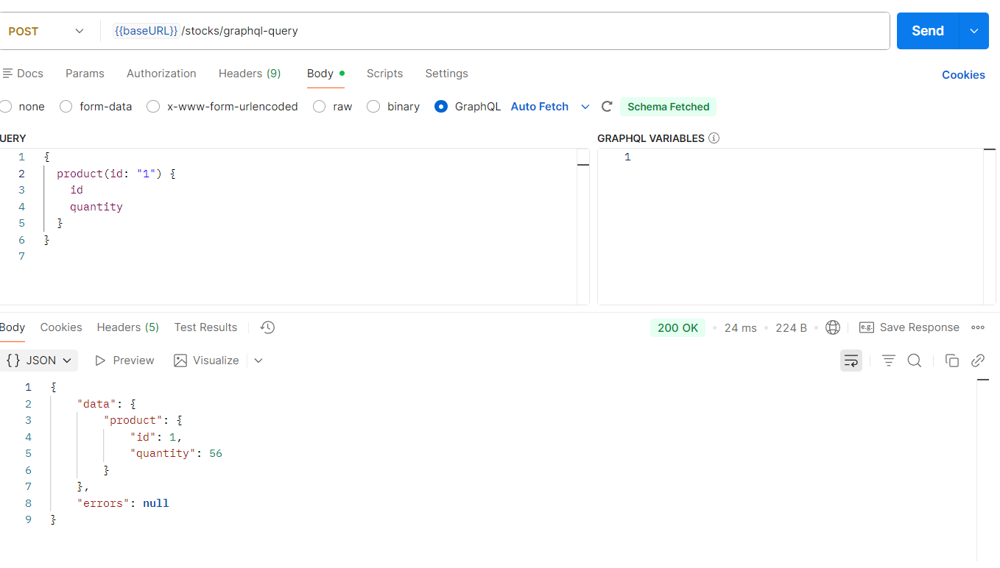 POST {{baseURL}}/stocks/graphql-query Send
Docs Params Authorization Headers (9) Body Scripts Settings Cookies
none form-data x-www-form-urlencoded raw binary GraphQL Auto Fetch Schema Fetched
UERY
1 {
2 product(id: "1") {
3 id
4 quantity
5 }
6 }
7
GRAPHQL VARIABLES
1
Body Cookies Headers (5) Test Results 200 OK 24 ms 224 B e.g. Save Response
{} JSON Preview Visualize
1 {
2 "data": {
3 "product": {
4 "id": 1,
5 "quantity": 56
6 }
7 },
8 "errors": null
9 }